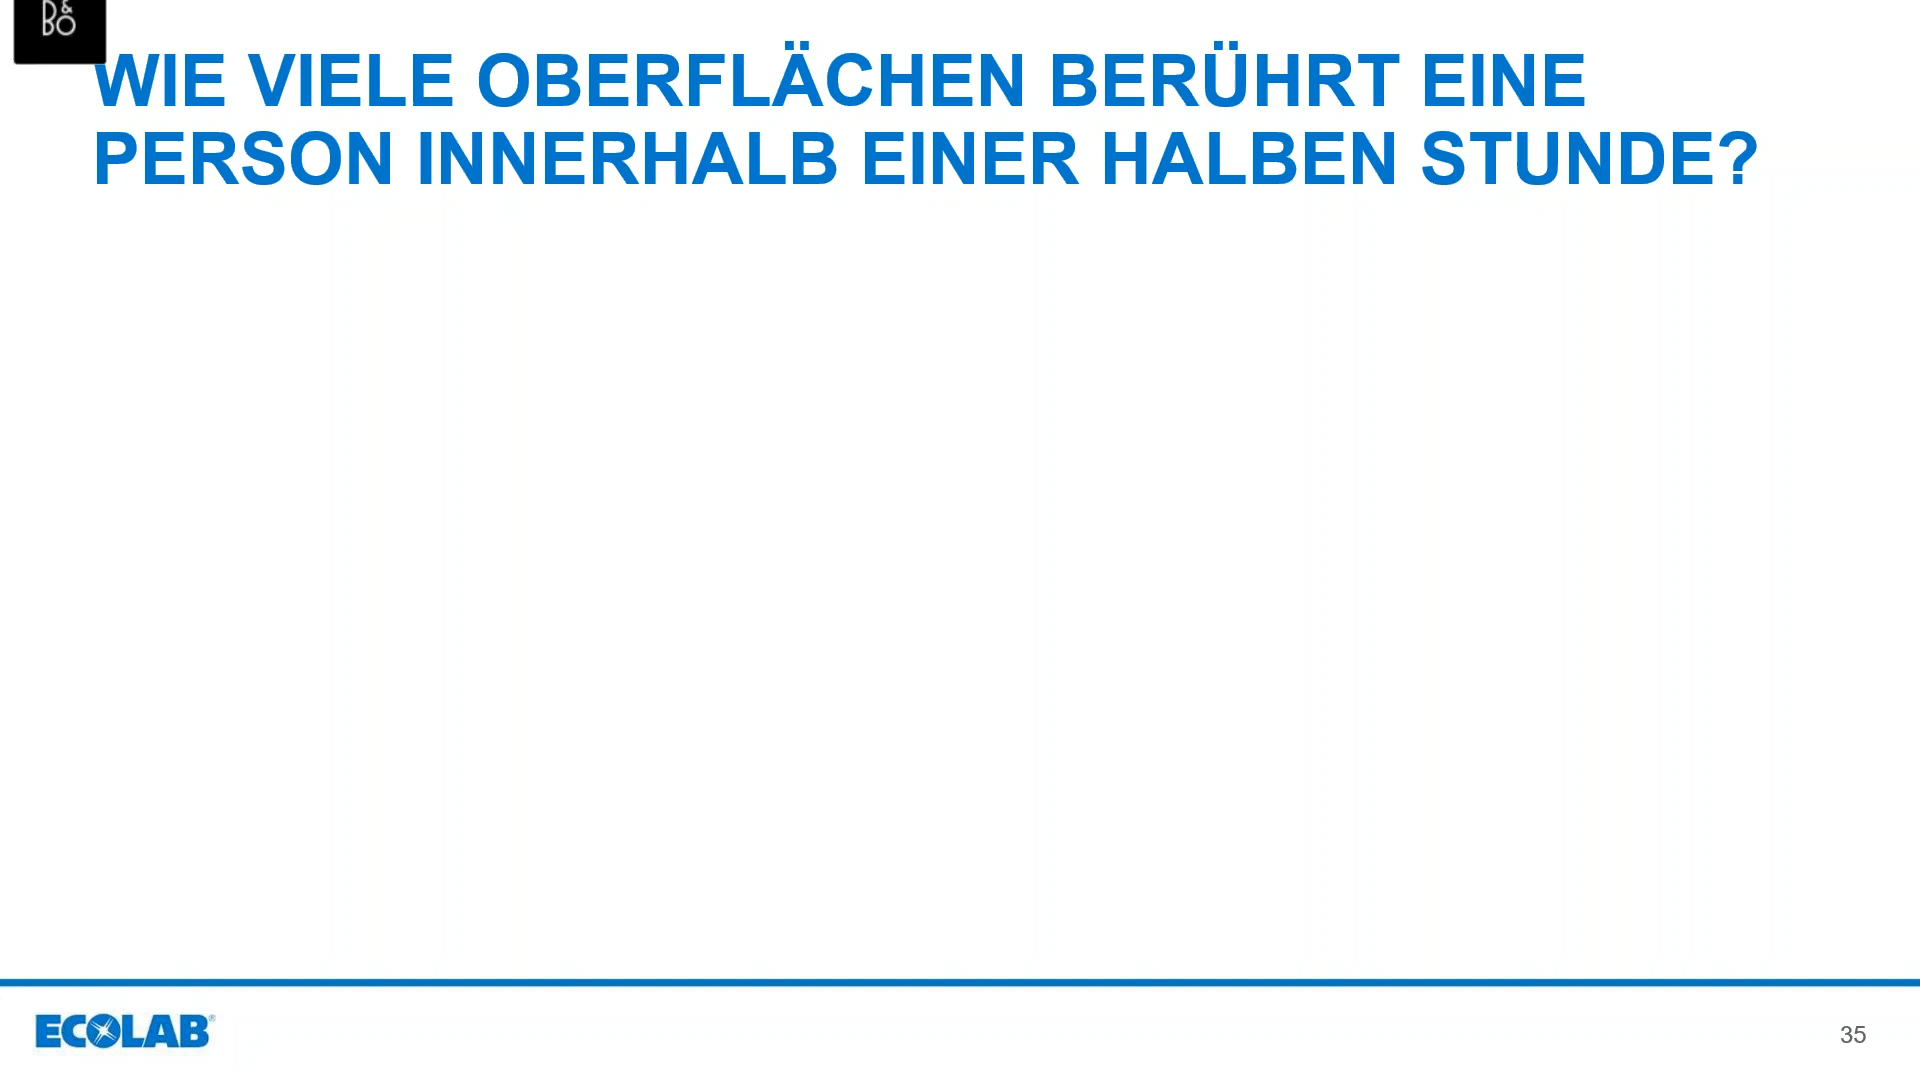 B&O
WIE VIELE OBERFLÄCHEN BERÜHRT EINE
PERSON INNERHALB EINER HALBEN STUNDE?
ECOLAB®
35